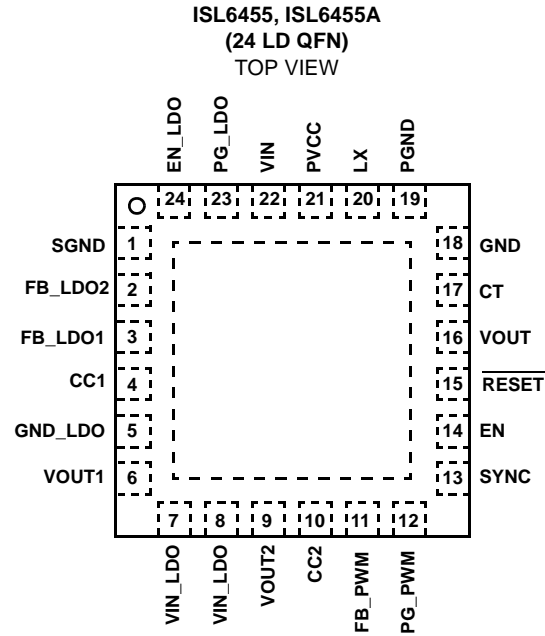 ISL6455, ISL6455A
(24 LD QFN)
TOP VIEW
EN_LDO
PG_LDO
VIN
PVCC
LX
PGND
24 23 22 21 20 19
SGND 1 18 GND
FB_LDO2 2 17 CT
FB_LDO1 3 16 VOUT
CC1 4 15 RESET
GND_LDO 5 14 EN
VOUT1 6 13 SYNC
7 8 9 10 11 12
VIN_LDO
VIN_LDO
VOUT2
CC2
FB_PWM
PG_PWM